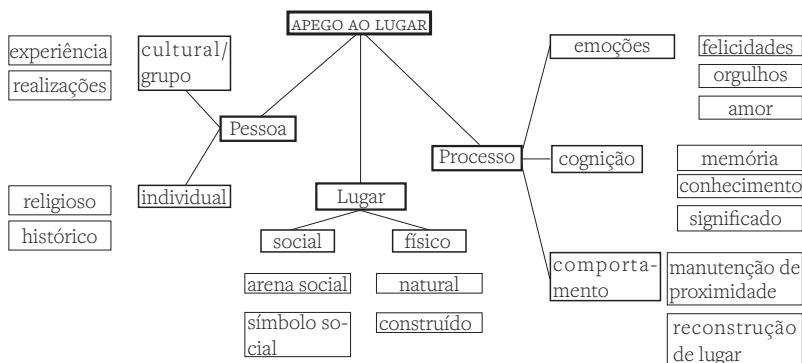 APEGO AO LUGAR
experiência
realizações
cultural/
grupo
Pessoa
individual
religioso
histórico
Lugar
social
físico
arena social
natural
símbolo so-
cial
construído
Processo
emoções
felicidades
orgulhos
amor
cognição
memória
conhecimento
significado
comporta-
mento
manutenção de
proximidade
reconstrução
de lugar